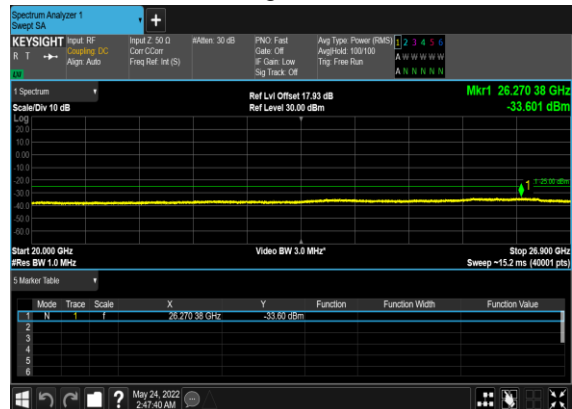 Spectrum Analyzer 1
Swept SA
+
KEYSIGHT Input: RF Input Z: 50 Ω #Atten: 30 dB PNO: Fast Avg Type: Power (RMS) 1 2 3 4 5 6
R T Coupling: DC Corr CCorr Gate: Off Avg|Hold: 100/100 A W W W W W
Align: Auto Freq Ref: Int (S) IF Gain: Low Trig: Free Run
LW Sig Track: Off A N N N N N
1 Spectrum Ref Lvl Offset 17.93 dB Mkr1 26.270 38 GHz
Scale/Div 10 dB Ref Level 30.00 dBm -33.601 dBm
Log
20.0
10.0
0.00
-10.0
-20.0
1 -25.00 dBm
-30.0
-40.0
-50.0
-60.0
Start 20.000 GHz Video BW 3.0 MHz* Stop 26.900 GHz
#Res BW 1.0 MHz Sweep ~15.2 ms (40001 pts)
5 Marker Table
Mode Trace Scale X Y Function Function Width Function Value
1 N 1 f 26.270 38 GHz -33.60 dBm
2
3
4
5
6
? May 24, 2022
2:47:40 AM